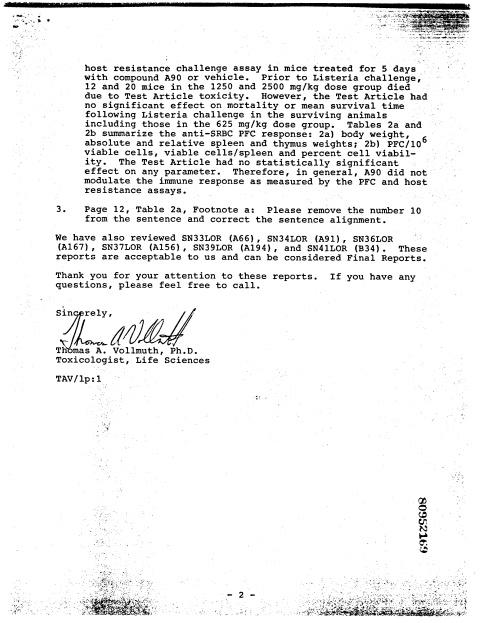 host resistance challenge assay in mice treated for 5 days
with compound A90 or vehicle. Prior to Listeria challenge,
12 and 20 mice in the 1250 and 2500 mg/kg dose group died
due to Test Article toxicity. However, the Test Article had
no significant effect on mortality or mean survival time
following Listeria challenge in the surviving animals
including those in the 625 mg/kg dose group. Tables 2a and
2b summarize the anti-SRBC PFC response: 2a) body weight,
absolute and relative spleen and thymus weights; 2b) PFC/10⁶
viable cells, viable cells/spleen and percent cell viabil-
ity. The Test Article had no statistically significant
effect on any parameter. Therefore, in general, A90 did not
modulate the immune response as measured by the PFC and host
resistance assays.
3. Page 12, Table 2a, Footnote a: Please remove the number 10
from the sentence and correct the sentence alignment.
We have also reviewed SN33LOR (A66), SN34LOR (A91), SN36LOR
(A167), SN37LOR (A156), SN39LOR (A194), and SN41LOR (B34). These
reports are acceptable to us and can be considered Final Reports.
Thank you for your attention to these reports. If you have any
questions, please feel free to call.
Sincerely,
Thomas A Vollmuth
Thomas A. Vollmuth, Ph.D.
Toxicologist, Life Sciences
TAV/lp:1
80952169
- 2 -